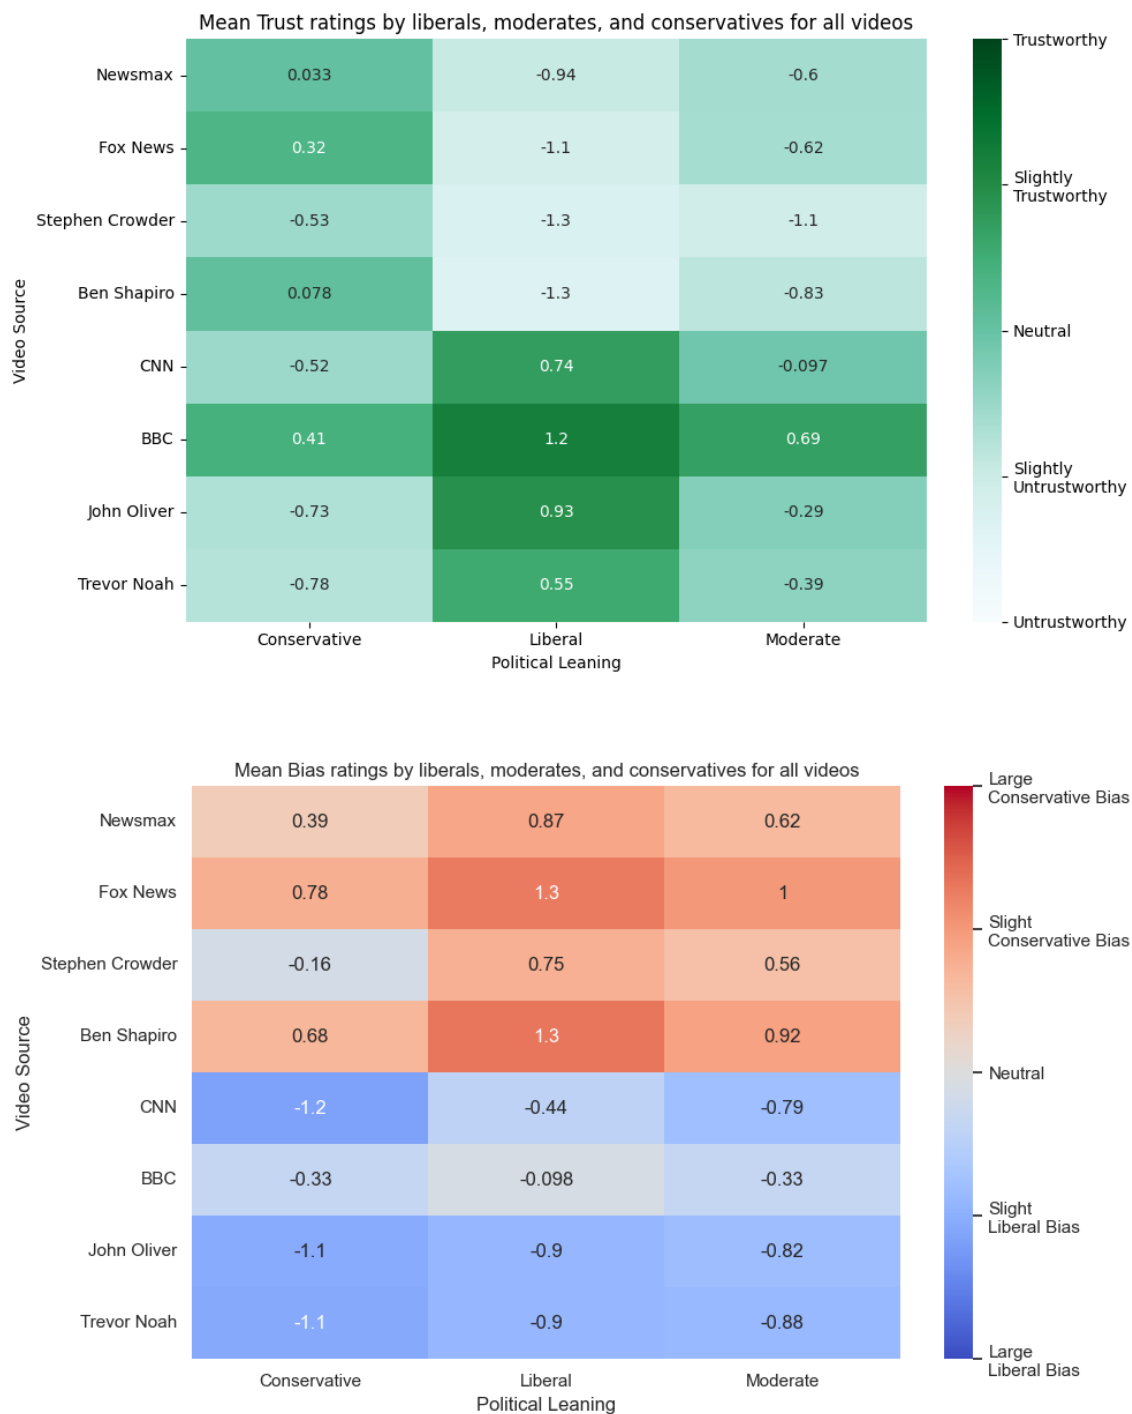 Mean Trust ratings by liberals, moderates, and conservatives for all videos
Newsmax 0.033 -0.94 -0.6
Fox News 0.32 -1.1 -0.62
Stephen Crowder -0.53 -1.3 -1.1
Ben Shapiro 0.078 -1.3 -0.83
CNN -0.52 0.74 -0.097
BBC 0.41 1.2 0.69
John Oliver -0.73 0.93 -0.29
Trevor Noah -0.78 0.55 -0.39
Conservative Liberal Moderate
Political Leaning
Video Source
Trustworthy
Slightly
Trustworthy
Neutral
Slightly
Untrustworthy
Untrustworthy
Mean Bias ratings by liberals, moderates, and conservatives for all videos
Newsmax 0.39 0.87 0.62
Fox News 0.78 1.3 1
Stephen Crowder -0.16 0.75 0.56
Ben Shapiro 0.68 1.3 0.92
CNN -1.2 -0.44 -0.79
BBC -0.33 -0.098 -0.33
John Oliver -1.1 -0.9 -0.82
Trevor Noah -1.1 -0.9 -0.88
Conservative Liberal Moderate
Political Leaning
Video Source
Large
Conservative Bias
Slight
Conservative Bias
Neutral
Slight
Liberal Bias
Large
Liberal Bias